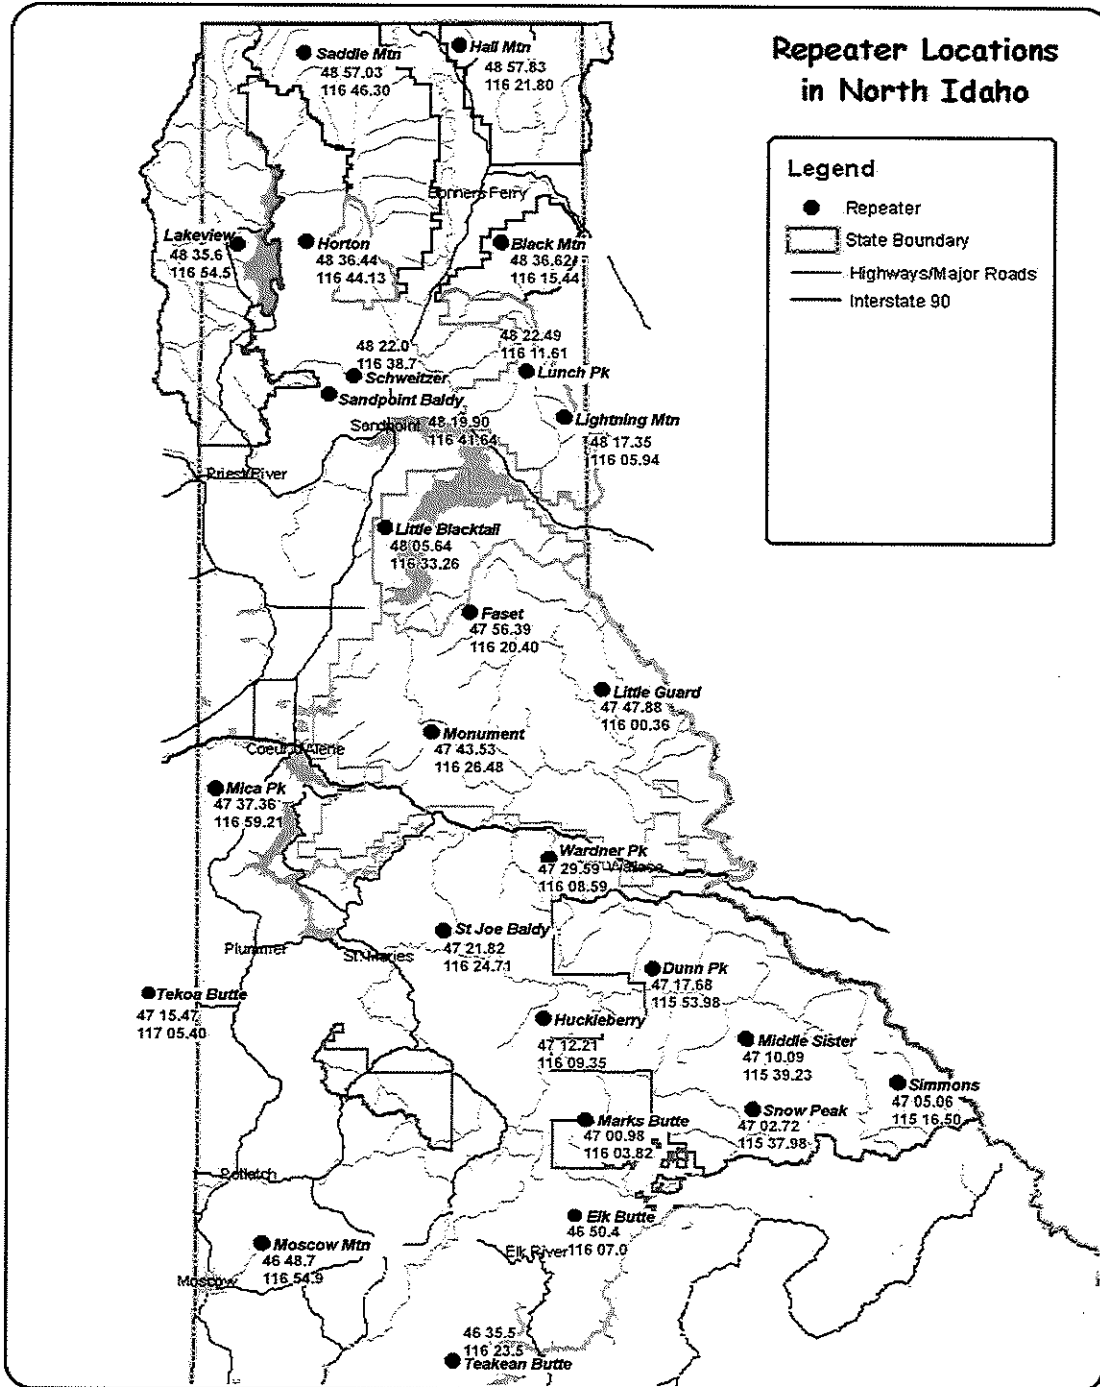 Repeater Locations
in North Idaho
Legend
Repeater
State Boundary
Highways/Major Roads
Interstate 90
Saddle Mtn
48 57.03
116 46.30
Hall Mtn
48 57.83
116 21.80
Bonners Ferry
Lakeview
48 35.6
116 54.5
Horton
48 36.44
116 44.13
Black Mtn
48 36.62
116 15.44
48 22.0
116 38.7
Schweitzer
48 22.49
116 11.61
Lunch Pk
Sandpoint Baldy
Sandpoint
48 19.90
116 41.64
Lightning Mtn
48 17.35
116 05.94
Priest River
Little Blacktail
48 05.64
116 33.26
Faset
47 56.39
116 20.40
Little Guard
47 47.88
116 00.36
Monument
47 43.53
116 26.48
Coeur d'Alene
Mica Pk
47 37.36
116 59.21
Wardner Pk
47 29.59
116 08.59
Wallace
St Joe Baldy
47 21.82
116 24.71
Plummer
St. Maries
Dunn Pk
47 17.68
115 53.98
Tekoa Butte
47 15.47
117 05.40
Huckleberry
47 12.21
116 09.35
Middle Sister
47 10.09
115 39.23
Simmons
47 05.06
115 16.50
Snow Peak
47 02.72
115 37.98
Marks Butte
47 00.98
116 03.82
Potlatch
Elk Butte
46 50.4
116 07.0
Elk River
Moscow Mtn
46 48.7
116 54.9
Moscow
46 35.5
116 23.5
Teakean Butte